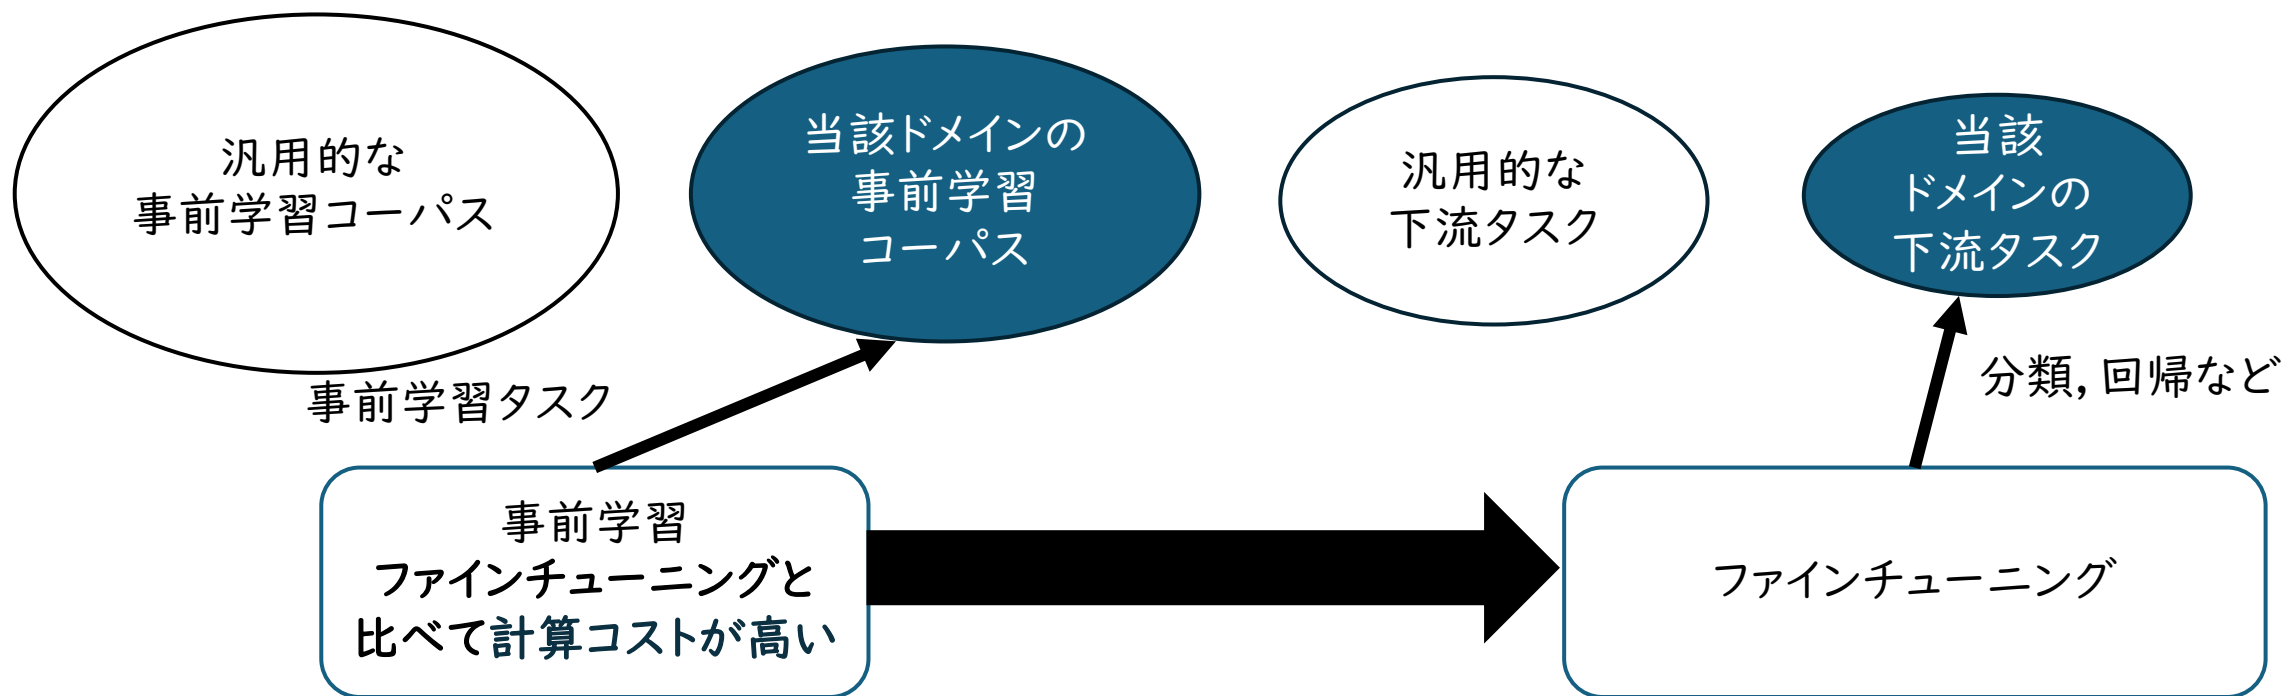 汎用的な
事前学習コーパス
当該ドメインの
事前学習
コーパス
汎用的な
下流タスク
当該
ドメインの
下流タスク
事前学習タスク
分類, 回帰など
事前学習
ファインチューニングと
比べて計算コストが高い
ファインチューニング